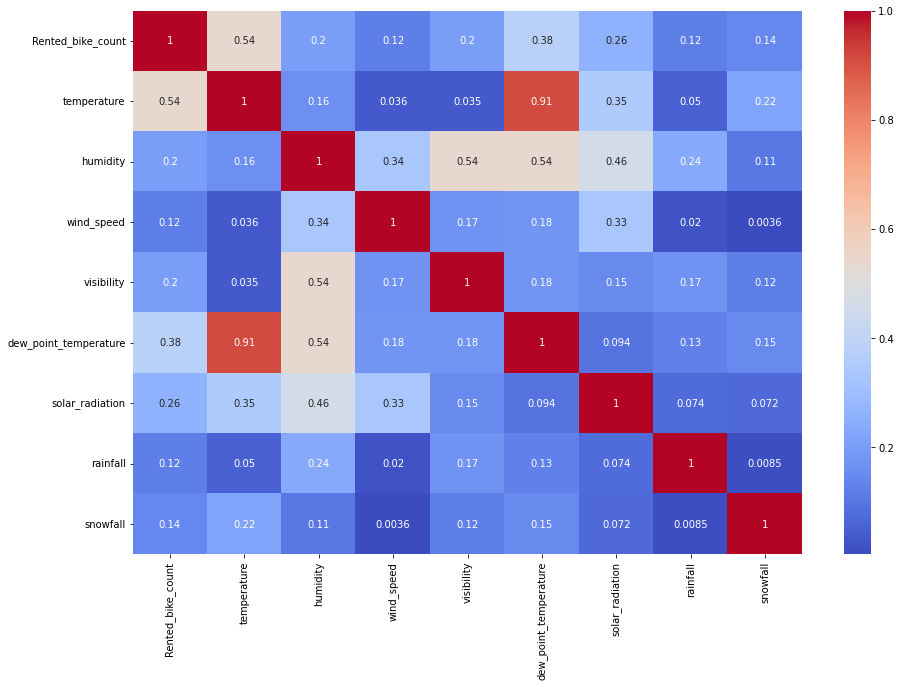 Rented_bike_count 1 0.54 0.2 0.12 0.2 0.38 0.26 0.12 0.14
temperature 0.54 1 0.16 0.036 0.035 0.91 0.35 0.05 0.22
humidity 0.2 0.16 1 0.34 0.54 0.54 0.46 0.24 0.11
wind_speed 0.12 0.036 0.34 1 0.17 0.18 0.33 0.02 0.0036
visibility 0.2 0.035 0.54 0.17 1 0.18 0.15 0.17 0.12
dew_point_temperature 0.38 0.91 0.54 0.18 0.18 1 0.094 0.13 0.15
solar_radiation 0.26 0.35 0.46 0.33 0.15 0.094 1 0.074 0.072
rainfall 0.12 0.05 0.24 0.02 0.17 0.13 0.074 1 0.0085
snowfall 0.14 0.22 0.11 0.0036 0.12 0.15 0.072 0.0085 1
Rented_bike_count
temperature
humidity
wind_speed
visibility
dew_point_temperature
solar_radiation
rainfall
snowfall
1.0
0.8
0.6
0.4
0.2